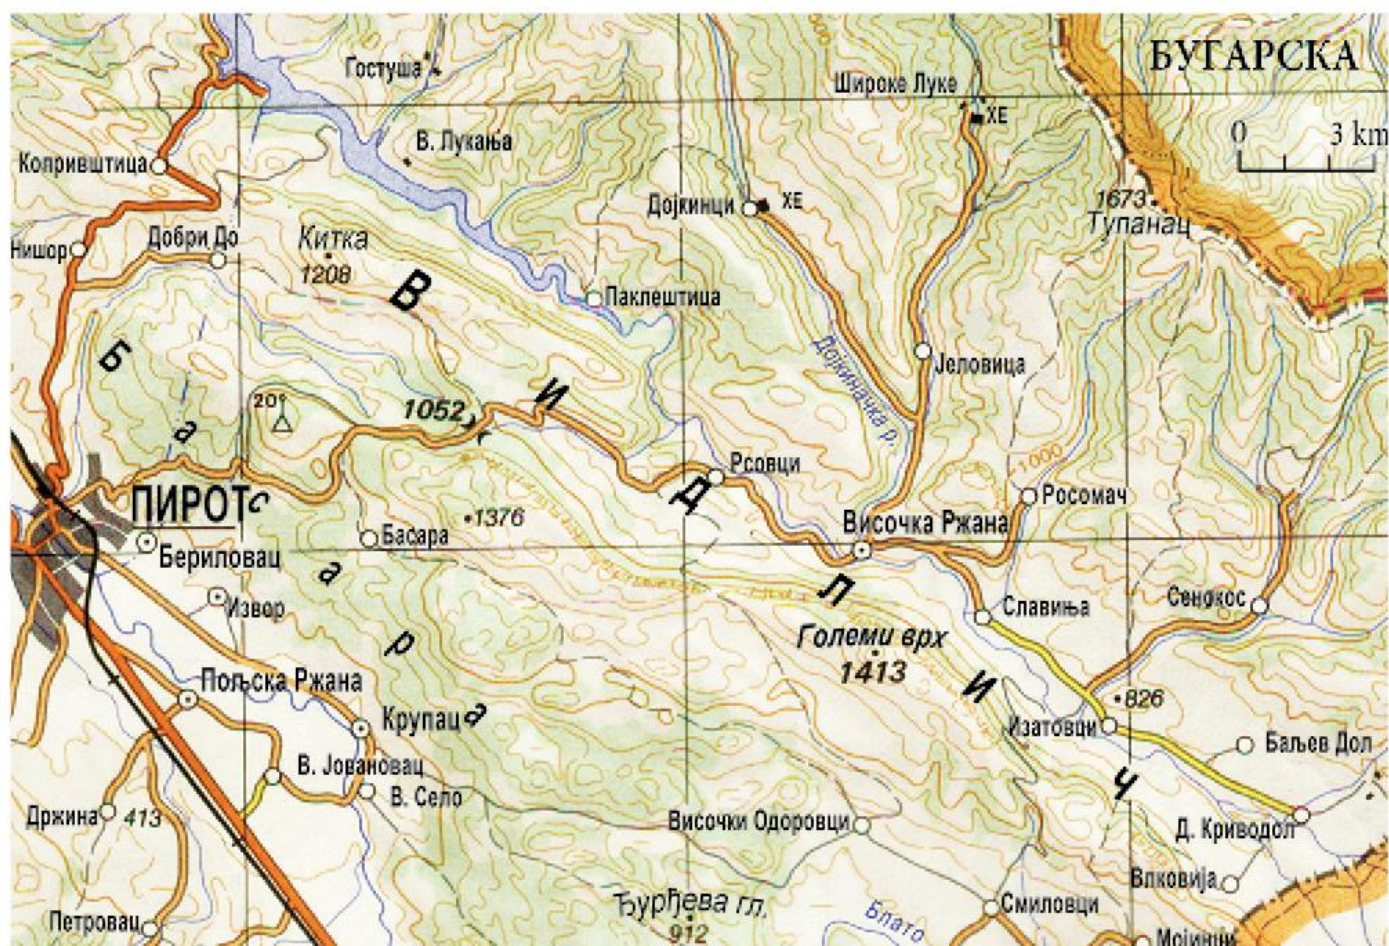 БУГАРСКА
0 3 km
Гостуша
Широке Луке
ХЕ
В. Лукања
Копривштица
Дојкинци
ХЕ
1673
Тупанац
Нишор
Добри До
Китка
1208
В
Паклештица
Б
Дојкиначка р.
Јеловица
И
20°
1052
а
Рсовци
1000
Росомач
ПИРОТ
с
Д
1376
Височка Ржана
Басара
Бериловац
а
Л
Извор
Славиња
Сенокос
р
Големи врх
1413
Пољска Ржана
И
826
Крупац
а
Изатовци
Баљев Дол
В. Јовановац
Ч
В. Село
Држина
413
Височки Одоровци
Д. Криводол
Влковија
Ђурђева гл.
912
Блато
Смиловци
Петровац
Мојинци